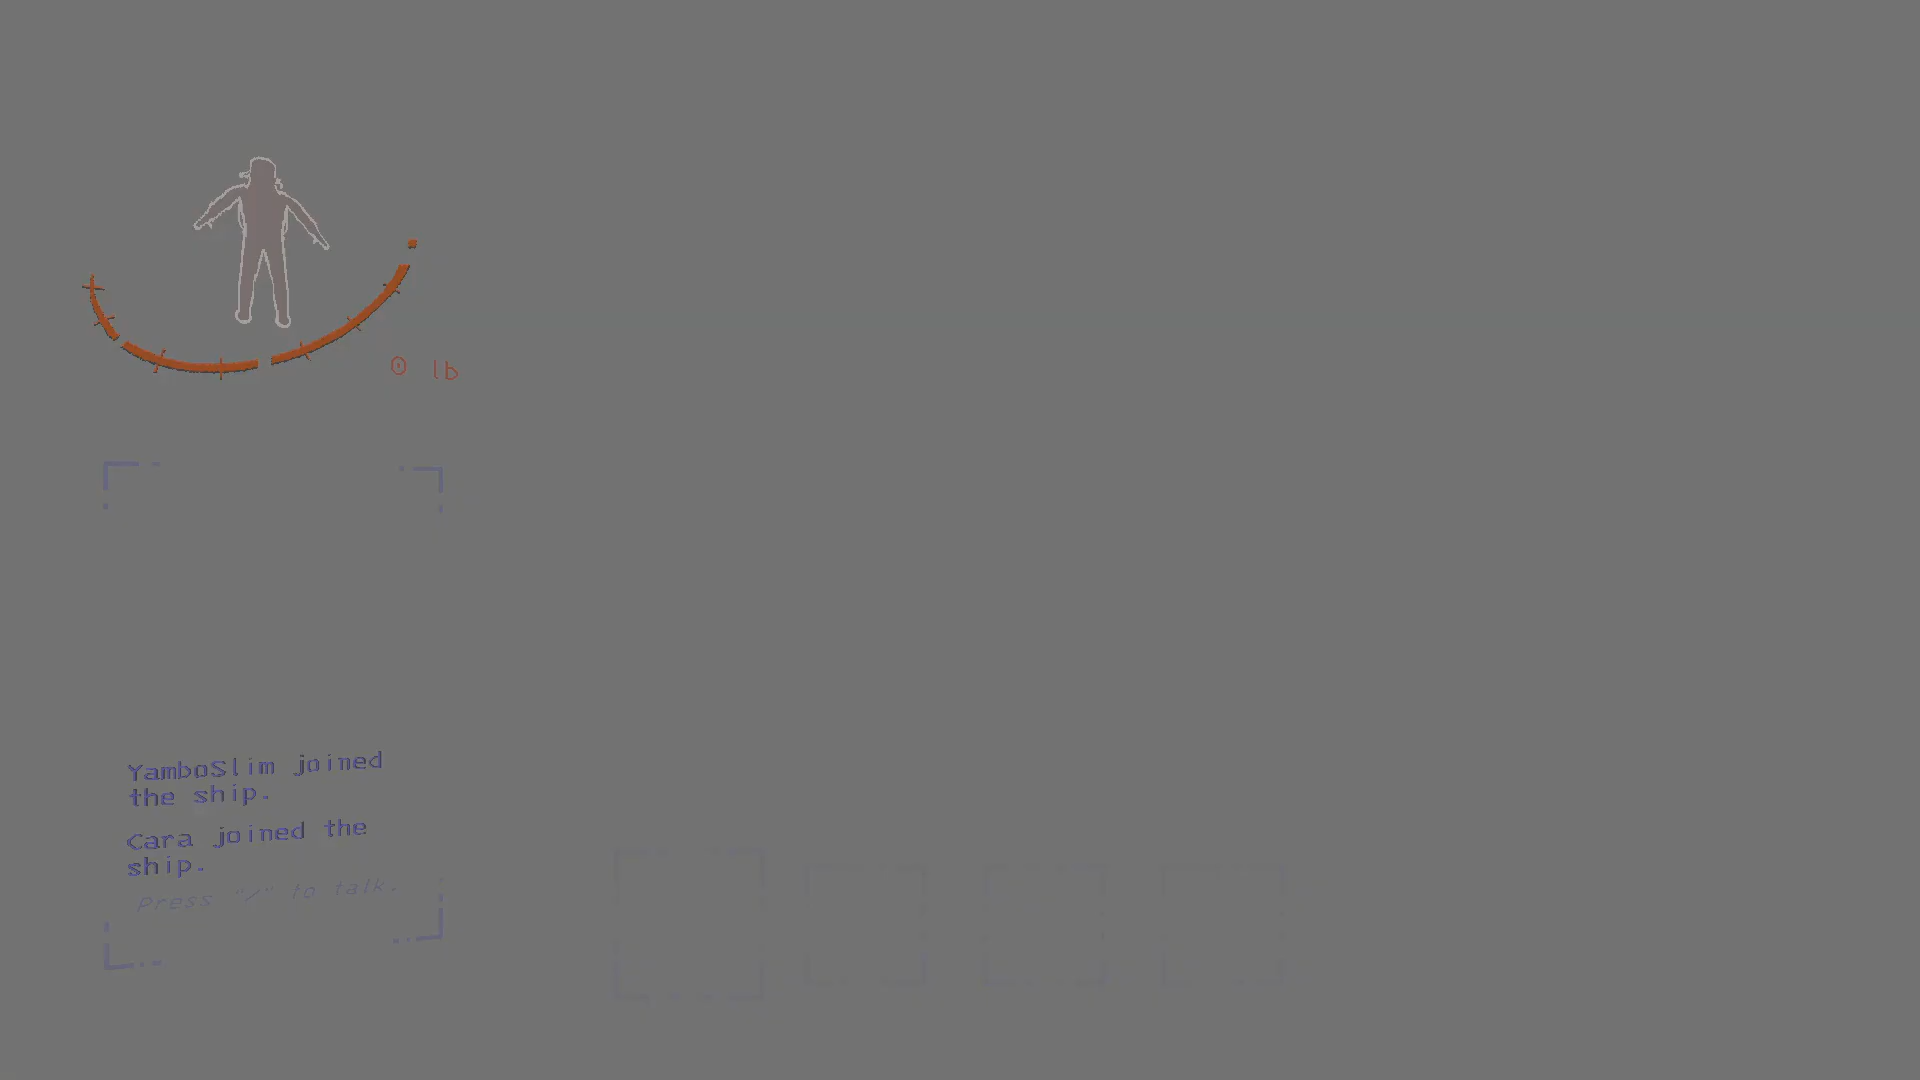 0 lb
YamboSlim joined
the ship.
Cara joined the
ship.
Press "/" to talk.